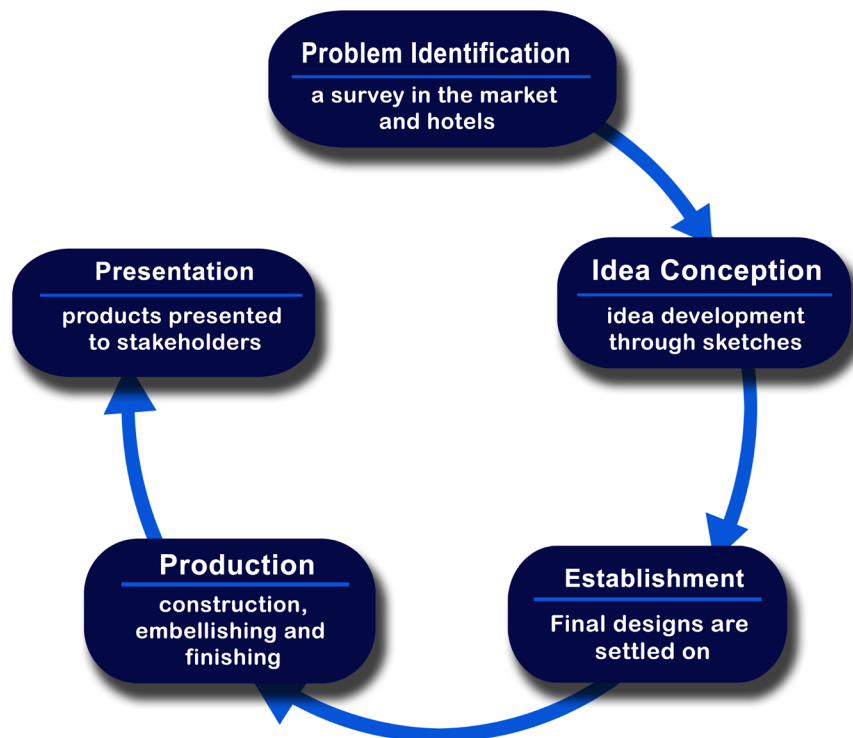 Problem Identification
a survey in the market
and hotels
Idea Conception
idea development
through sketches
Establishment
Final designs are
settled on
Production
construction,
embellishing and
finishing
Presentation
products presented
to stakeholders